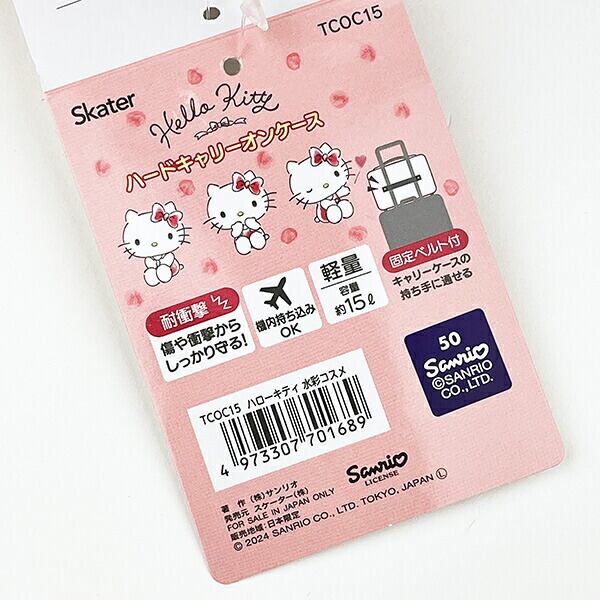 TCOC15
Skater
Hello Kitty
ハードキャリーオンケース
耐衝撃
傷や衝撃から
しっかり守る!
機内持ち込み
OK
軽量
容量
約15ℓ
固定ベルト付
キャリーケースの
持ち手に通せる
50
Sanrio
©SANRIO
CO., LTD.
TCOC15 ハローキティ 水彩コスメ
4 973307 701689
Sanrio
LICENSE
著 作 (株)サンリオ
発売元 スケーター(株)
FOR SALE IN JAPAN ONLY
販売地域:日本限定
© 2024 SANRIO CO., LTD. TOKYO, JAPAN Ⓛ